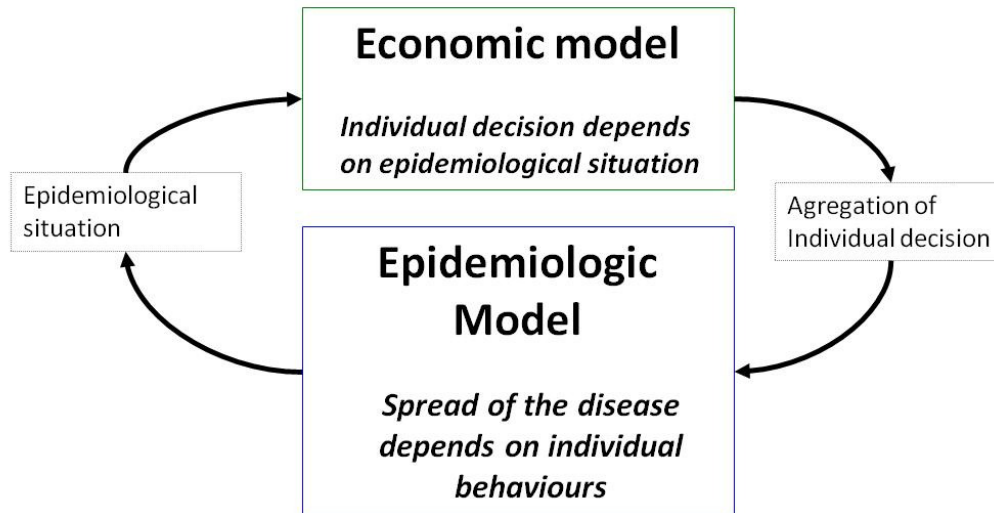 Economic model
Individual decision depends
on epidemiological situation
Epidemiological
situation
Agregation of
Individual decision
Epidemiologic
Model
Spread of the disease
depends on individual
behaviours